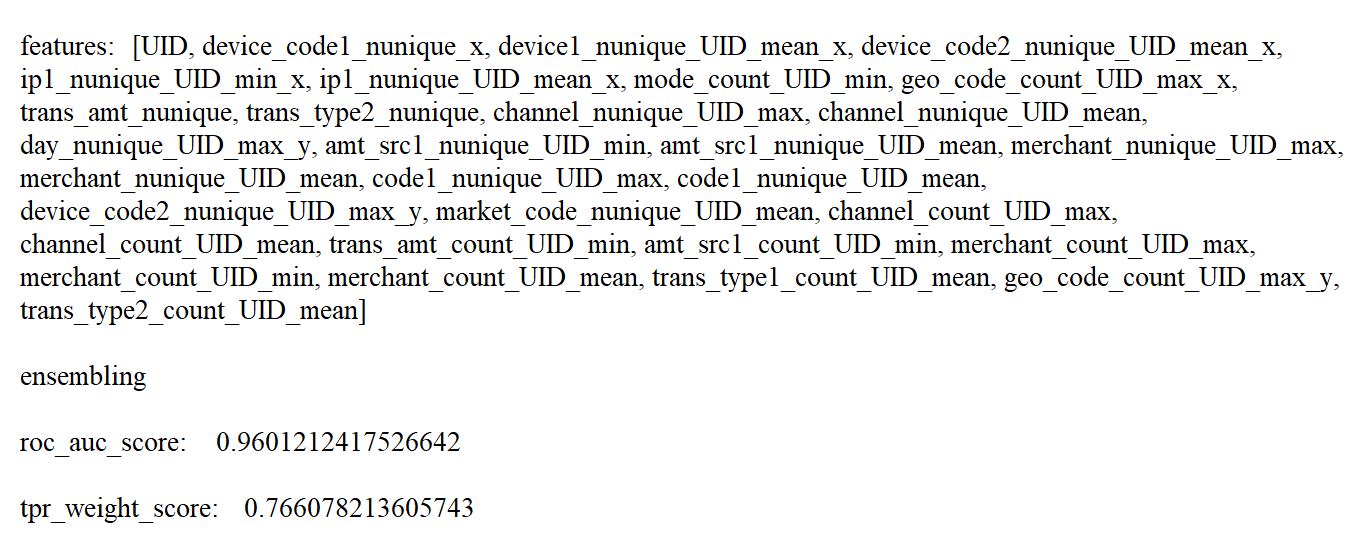 features: [UID, device_code1_nunique_x, device1_nunique_UID_mean_x, device_code2_nunique_UID_mean_x,
ip1_nunique_UID_min_x, ip1_nunique_UID_mean_x, mode_count_UID_min, geo_code_count_UID_max_x,
trans_amt_nunique, trans_type2_nunique, channel_nunique_UID_max, channel_nunique_UID_mean,
day_nunique_UID_max_y, amt_src1_nunique_UID_min, amt_src1_nunique_UID_mean, merchant_nunique_UID_max,
merchant_nunique_UID_mean, code1_nunique_UID_max, code1_nunique_UID_mean,
device_code2_nunique_UID_max_y, market_code_nunique_UID_mean, channel_count_UID_max,
channel_count_UID_mean, trans_amt_count_UID_min, amt_src1_count_UID_min, merchant_count_UID_max,
merchant_count_UID_min, merchant_count_UID_mean, trans_type1_count_UID_mean, geo_code_count_UID_max_y,
trans_type2_count_UID_mean]
ensembling
roc_auc_score: 0.9601212417526642
tpr_weight_score: 0.766078213605743